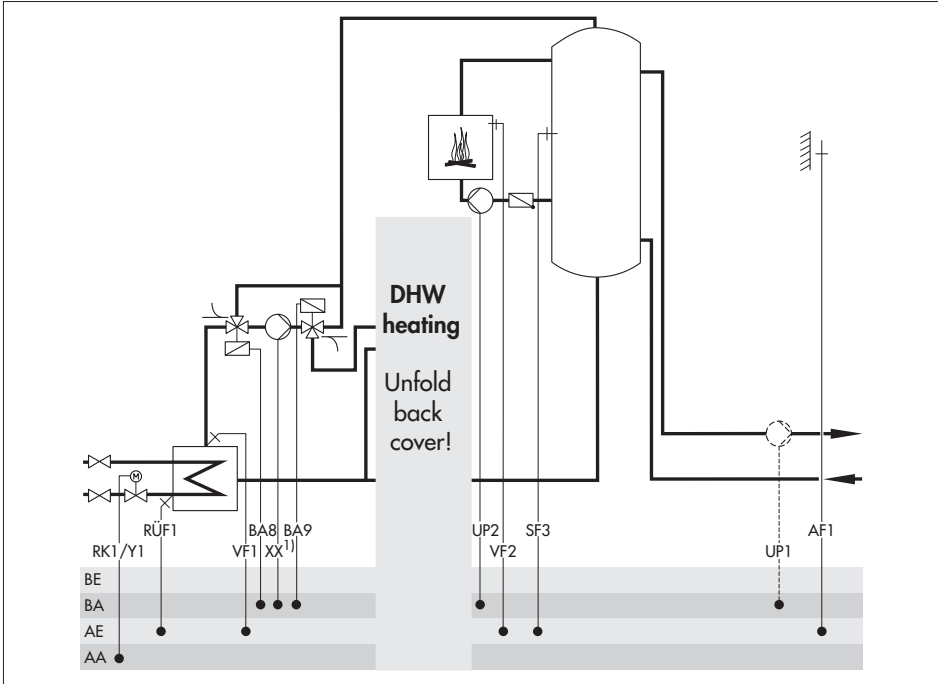 DHW
heating
Unfold
back
cover!
M
RÜF1
BA8
BA9
UP2
SF3
AF1
RK1/Y1
VF1
XX1)
VF2
UP1
BE
BA
AE
AA